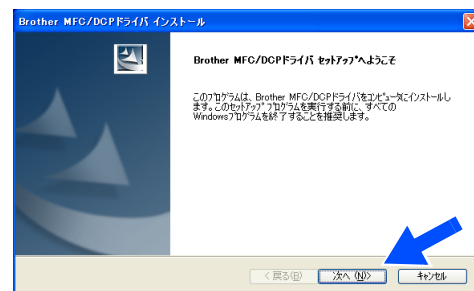 Brother MFC/DCPドライバ インストール
Brother MFC/DCPドライバ セットアップへようこそ
このプログラムは、Brother MFC/DCPドライバをコンピュータにインストールし
ます。このセットアップ プログラムを実行する前に、すべての
Windowsプログラムを終了することを推奨します。
< 戻る(B)
次へ (N)>
キャンセル